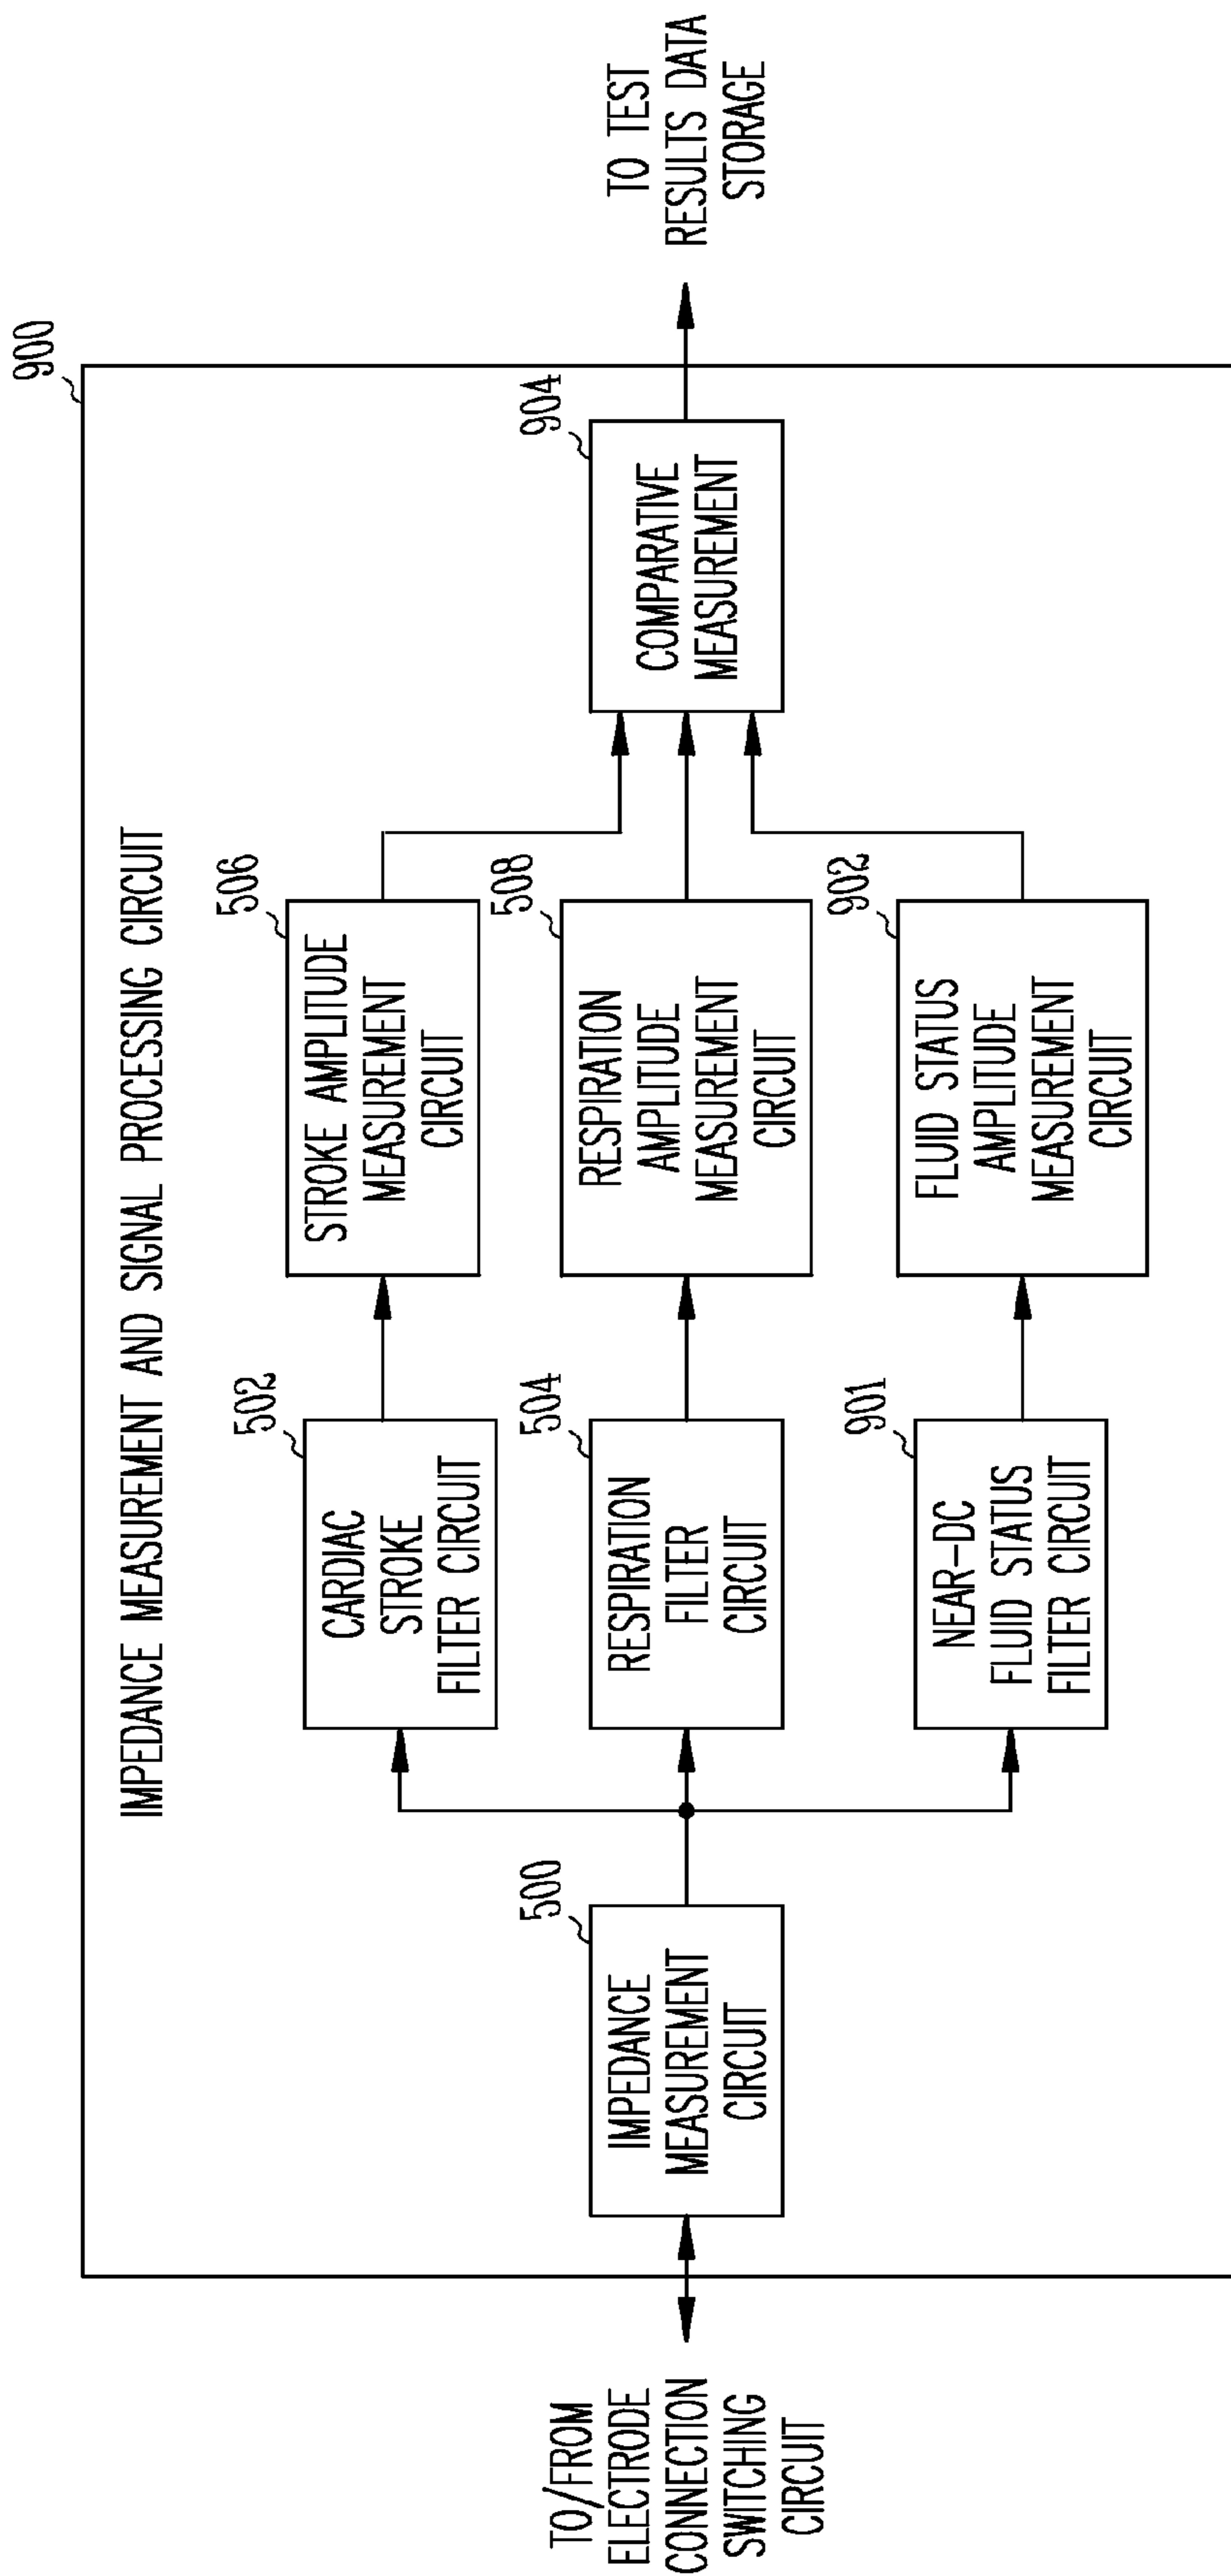 900
IMPEDANCE MEASUREMENT AND SIGNAL PROCESSING CIRCUIT
TO/FROM
ELECTRODE
CONNECTION
SWITCHING
CIRCUIT
500
IMPEDANCE
MEASUREMENT
CIRCUIT
502
CARDIAC
STROKE
FILTER CIRCUIT
506
STROKE AMPLITUDE
MEASUREMENT
CIRCUIT
504
RESPIRATION
FILTER
CIRCUIT
508
RESPIRATION
AMPLITUDE
MEASUREMENT
CIRCUIT
901
NEAR-DC
FLUID STATUS
FILTER CIRCUIT
902
FLUID STATUS
AMPLITUDE
MEASUREMENT
CIRCUIT
904
COMPARATIVE
MEASUREMENT
TO TEST
RESULTS DATA
STORAGE